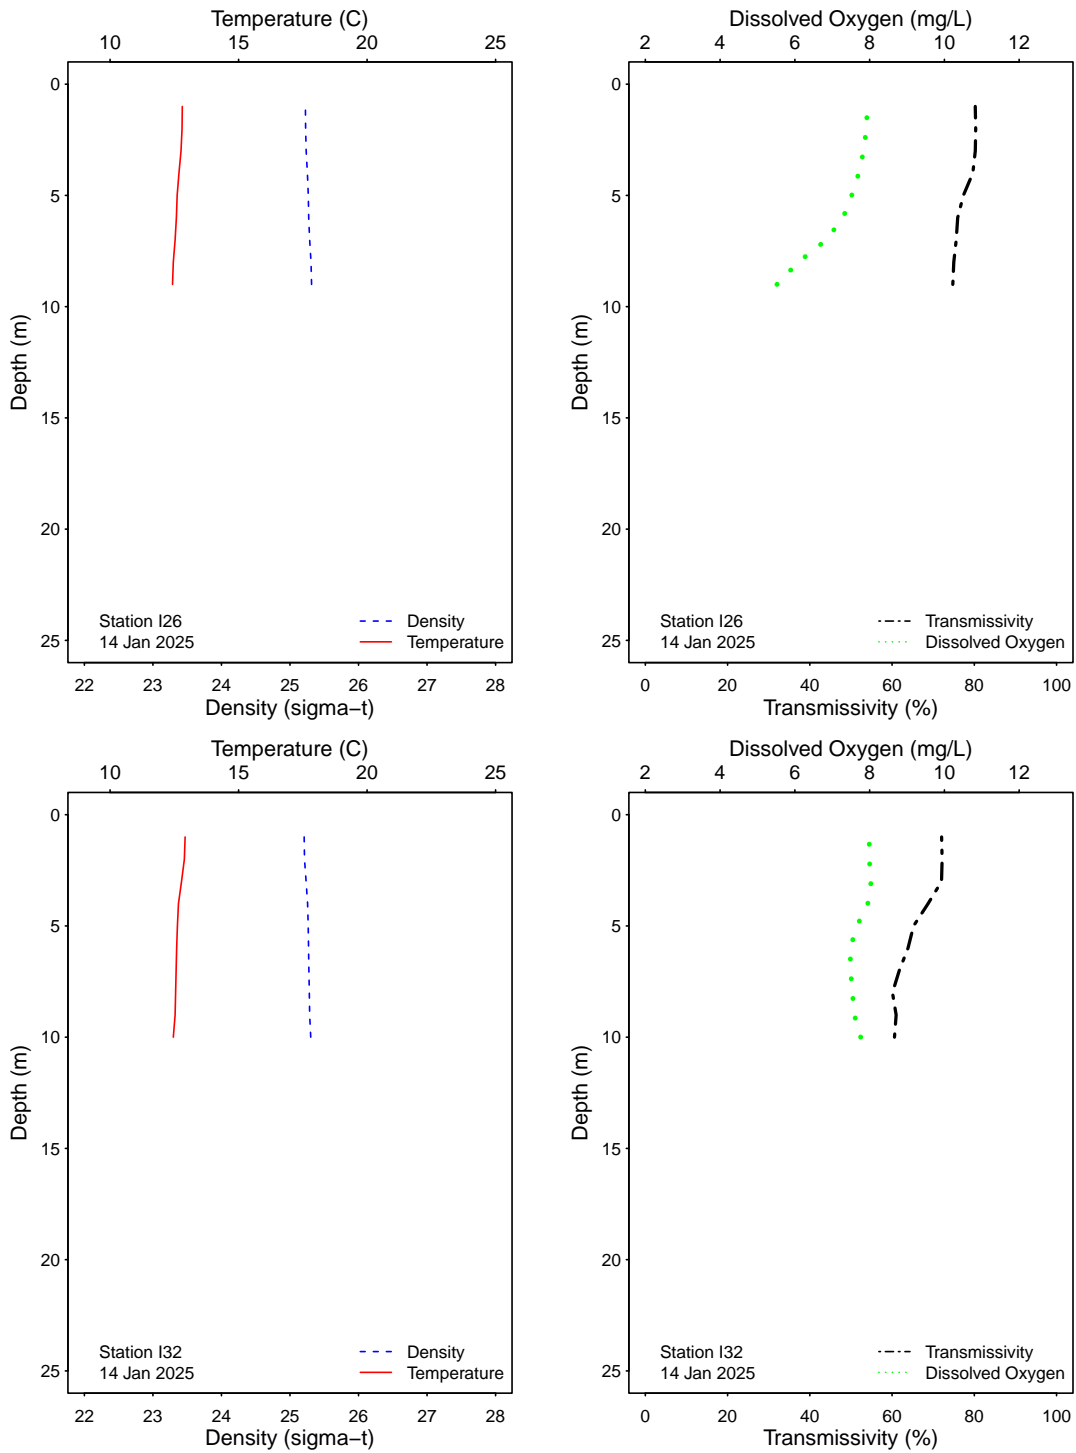 Temperature (C)
10 15 20 25
0
5
10
15
20
25
Depth (m)
Station I26
14 Jan 2025
Density
Temperature
22 23 24 25 26 27 28
Density (sigma−t)
Dissolved Oxygen (mg/L)
2 4 6 8 10 12
0
5
10
15
20
25
Depth (m)
Station I26
14 Jan 2025
Transmissivity
Dissolved Oxygen
0 20 40 60 80 100
Transmissivity (%)
Temperature (C)
10 15 20 25
0
5
10
15
20
25
Depth (m)
Station I32
14 Jan 2025
Density
Temperature
22 23 24 25 26 27 28
Density (sigma−t)
Dissolved Oxygen (mg/L)
2 4 6 8 10 12
0
5
10
15
20
25
Depth (m)
Station I32
14 Jan 2025
Transmissivity
Dissolved Oxygen
0 20 40 60 80 100
Transmissivity (%)